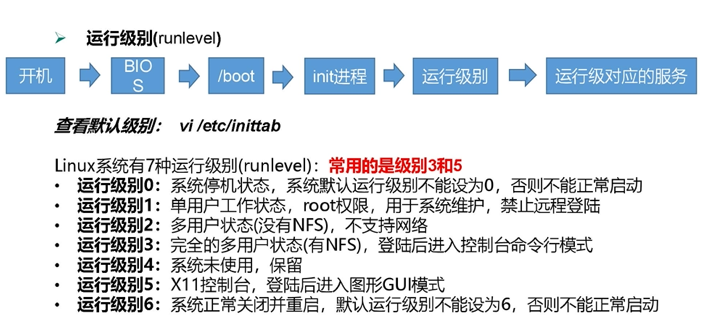 ➢ 运行级别(runlevel)
开机 BIOS /boot init进程 运行级别 运行级对应的服务
查看默认级别： vi /etc/inittab
Linux系统有7种运行级别(runlevel)：常用的是级别3和5
• 运行级别0：系统停机状态，系统默认运行级别不能设为0，否则不能正常启动
• 运行级别1：单用户工作状态，root权限，用于系统维护，禁止远程登陆
• 运行级别2：多用户状态(没有NFS)，不支持网络
• 运行级别3：完全的多用户状态(有NFS)，登陆后进入控制台命令行模式
• 运行级别4：系统未使用，保留
• 运行级别5：X11控制台，登陆后进入图形GUI模式
• 运行级别6：系统正常关闭并重启，默认运行级别不能设为6，否则不能正常启动